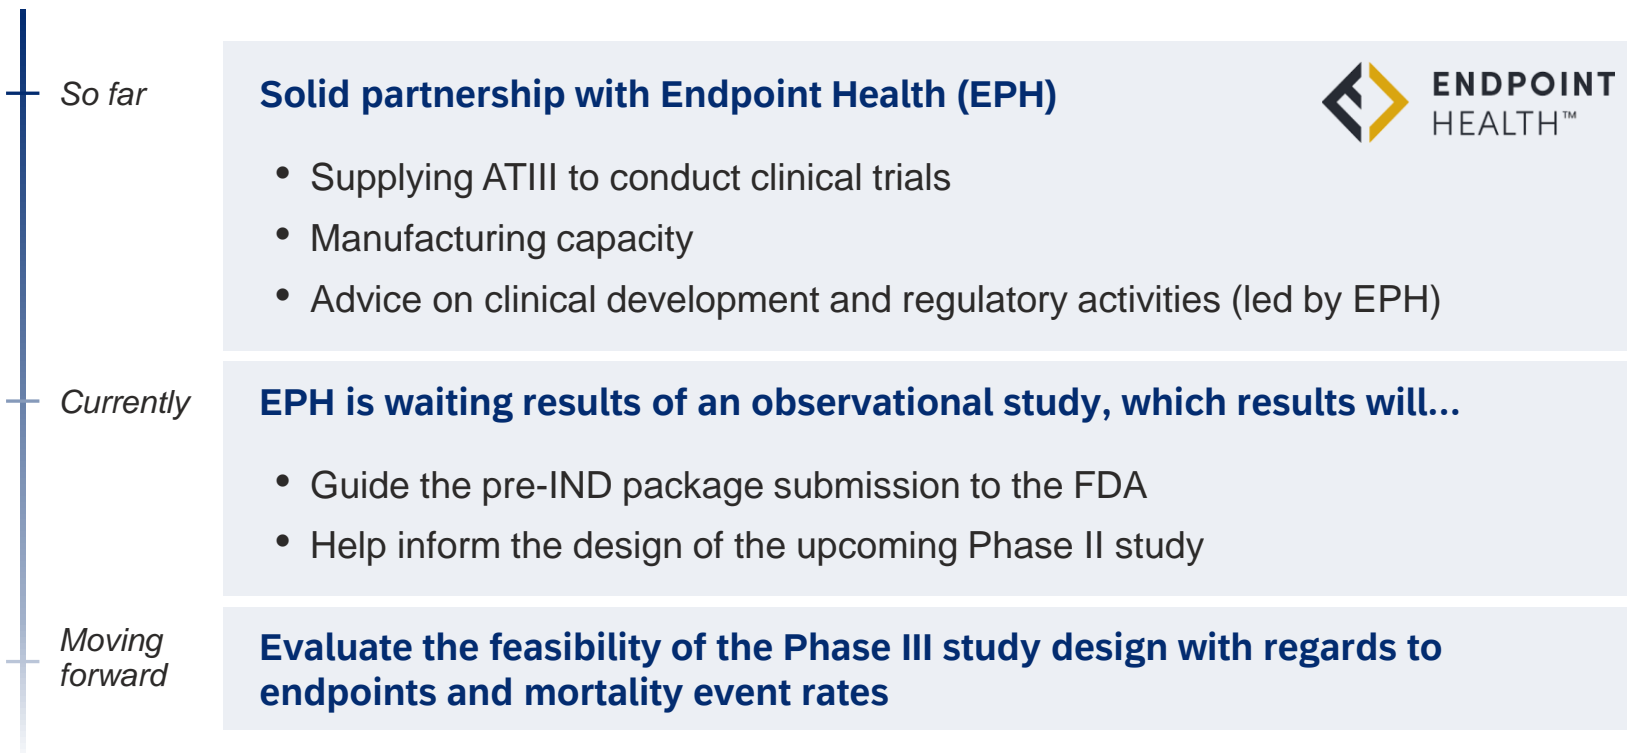 So far
Solid partnership with Endpoint Health (EPH)
ENDPOINT
HEALTH™
• Supplying ATIII to conduct clinical trials
• Manufacturing capacity
• Advice on clinical development and regulatory activities (led by EPH)
Currently
EPH is waiting results of an observational study, which results will...
• Guide the pre-IND package submission to the FDA
• Help inform the design of the upcoming Phase II study
Moving
forward
Evaluate the feasibility of the Phase III study design with regards to
endpoints and mortality event rates